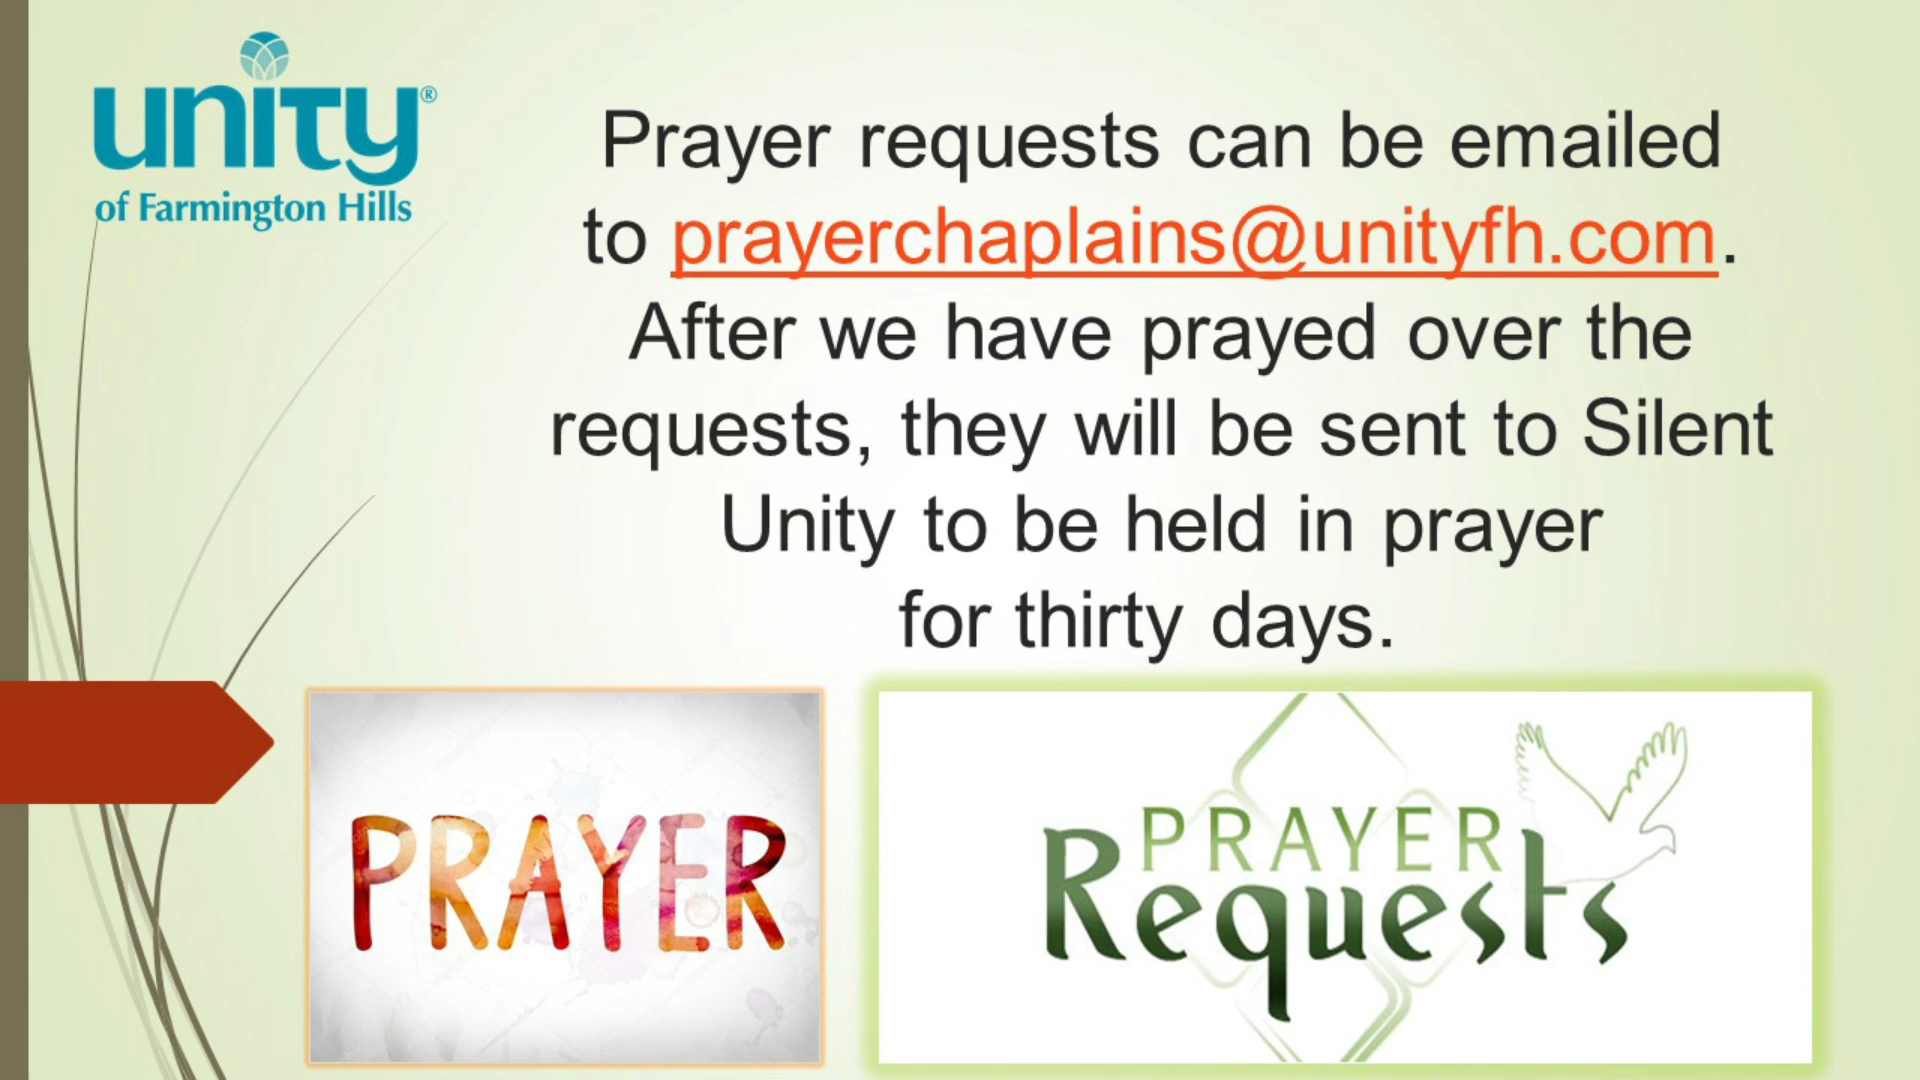 unity®
of Farmington Hills
Prayer requests can be emailed
to prayerchaplains@unityfh.com.
After we have prayed over the
requests, they will be sent to Silent
Unity to be held in prayer
for thirty days.
PRAYER
PRAYER
Requests